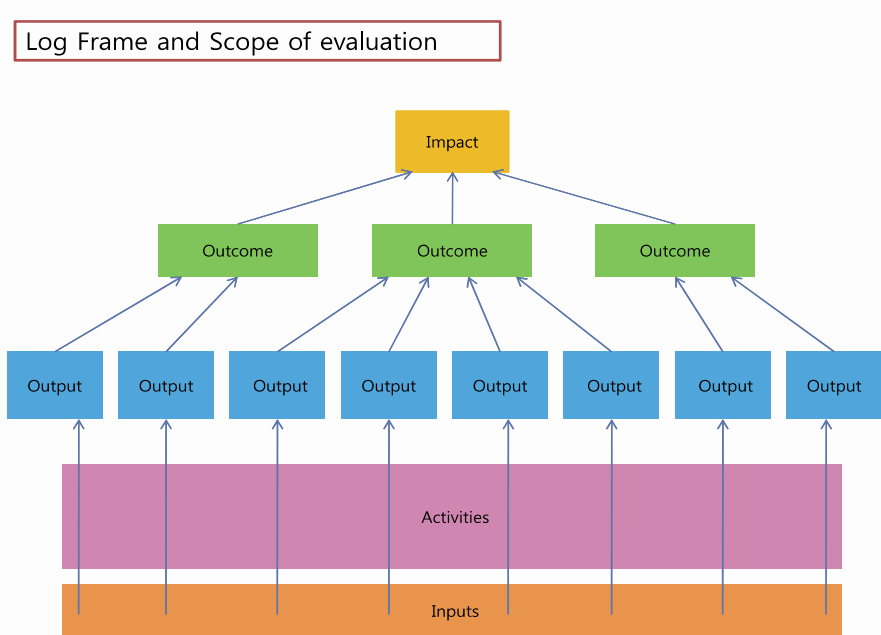 Log Frame and Scope of evaluation
Impact
Outcome
Outcome
Outcome
Output
Output
Output
Output
Output
Output
Output
Output
Activities
Inputs